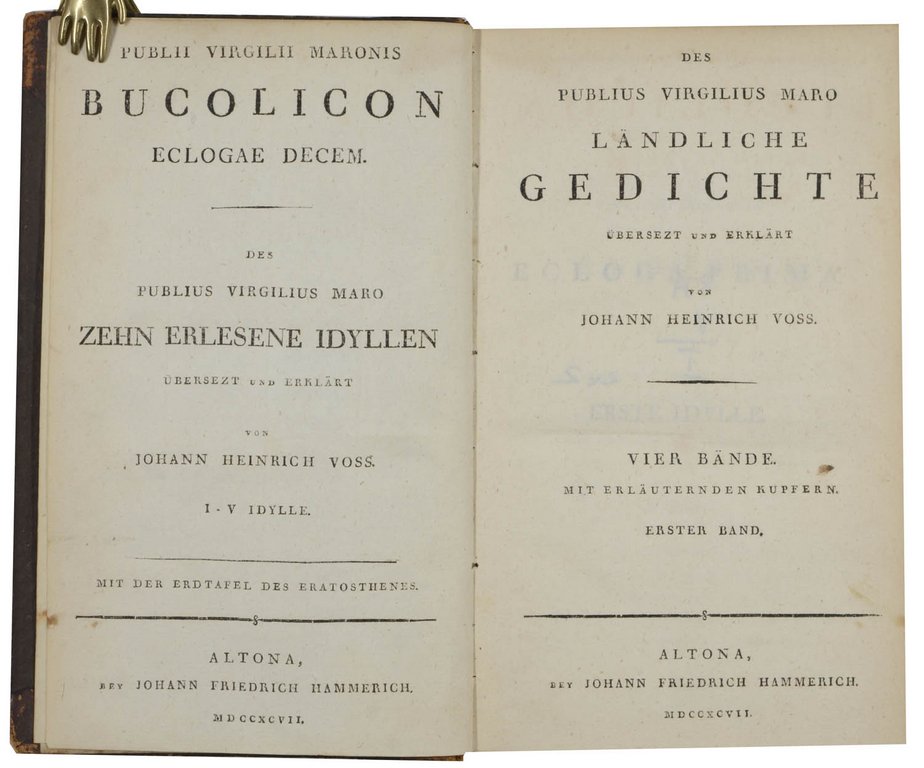 PUBLII VIRGILII MARONIS
BUCOLICON
ECLOGAE DECEM.
DES
PUBLIUS VIRGILIUS MARO
ZEHN ERLESENE IDYLLEN
ÜBERSEZT UND ERKLÄRT
VON
JOHANN HEINRICH VOSS.
I - V IDYLLE.
MIT DER ERDTAFEL DES ERATOSTHENES.
ALTONA,
BEY JOHANN FRIEDRICH HAMMERICH.
MDCCXCVII.
DES
PUBLIUS VIRGILIUS MARO
LÄNDLICHE
GEDICHTE
ÜBERSEZT UND ERKLÄRT
VON
JOHANN HEINRICH VOSS.
VIER BÄNDE.
MIT ERLÄUTERNDEN KUPFERN.
ERSTER BAND.
ALTONA,
BEY JOHANN FRIEDRICH HAMMERICH.
MDCCXCVII.